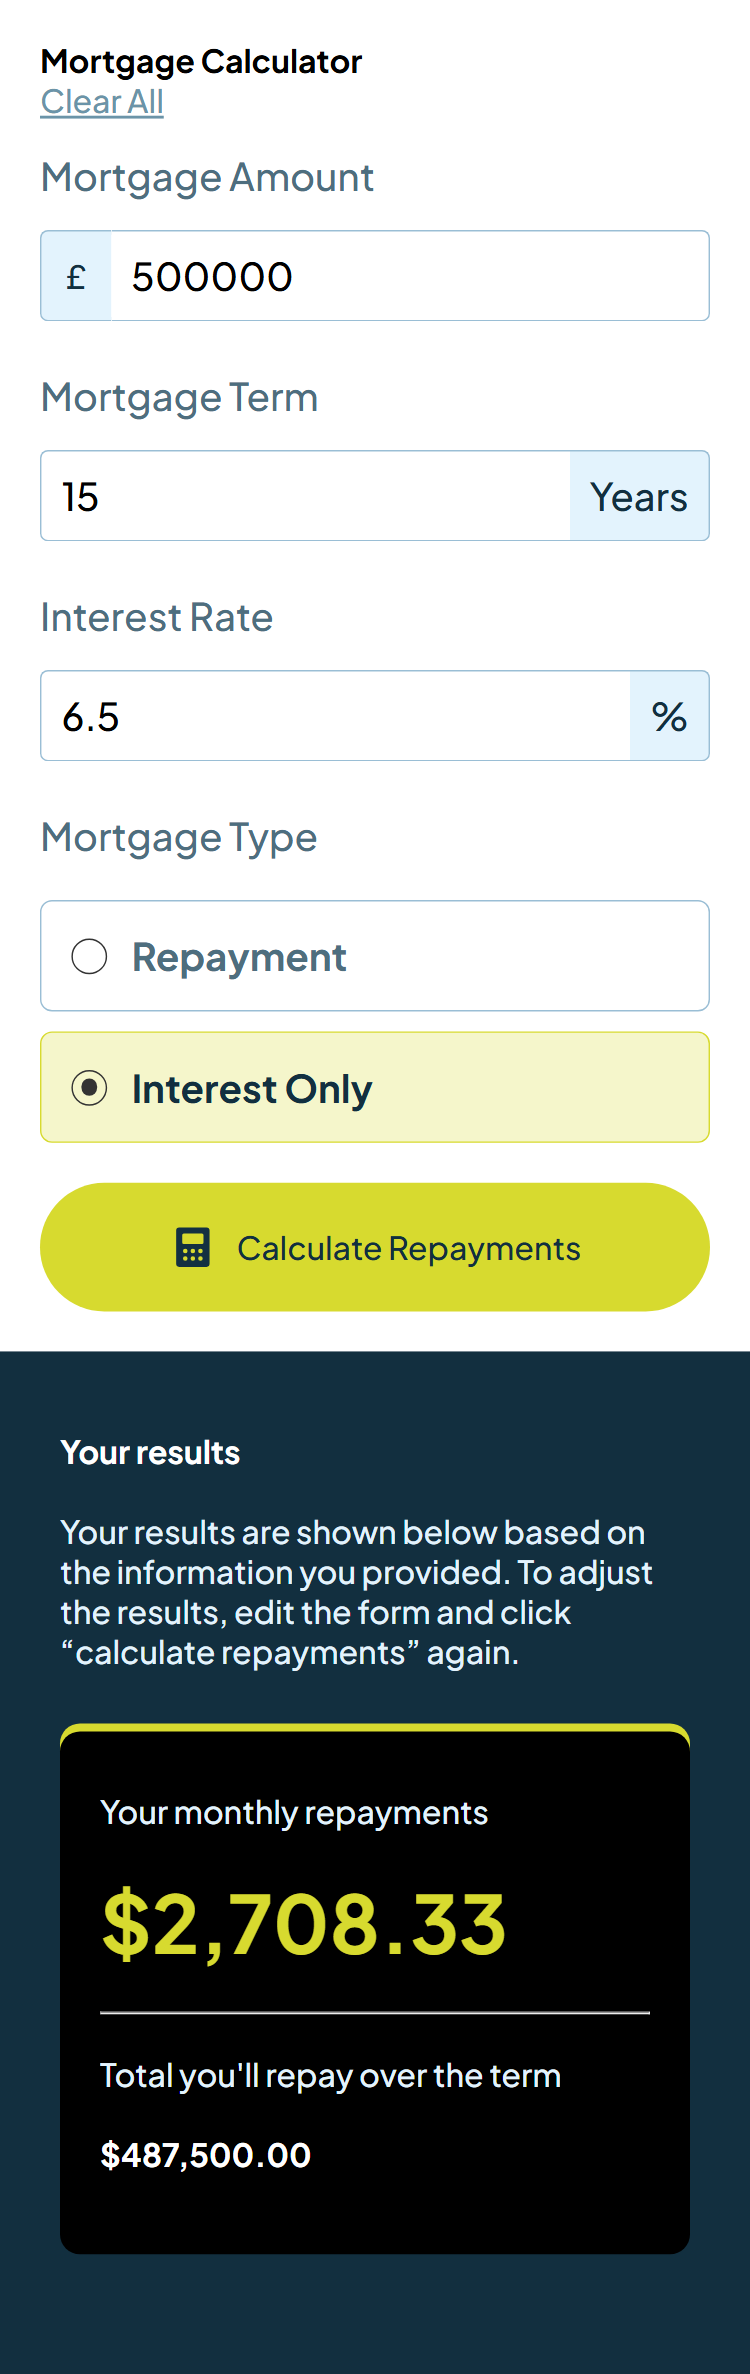 Mortgage Calculator
Clear All
Mortgage Amount
£ 500000
Mortgage Term
15 Years
Interest Rate
6.5 %
Mortgage Type
Repayment
Interest Only
Calculate Repayments
Your results
Your results are shown below based on
the information you provided. To adjust
the results, edit the form and click
“calculate repayments” again.
Your monthly repayments
$2,708.33
Total you'll repay over the term
$487,500.00